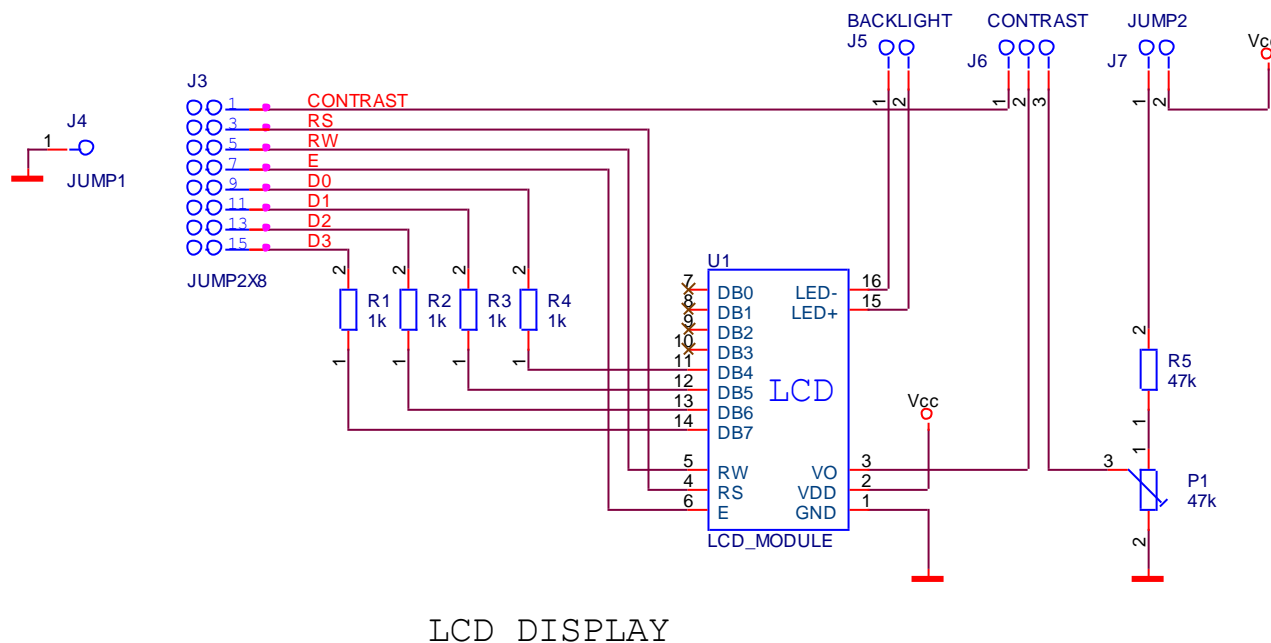 BACKLIGHT CONTRAST JUMP2
J5 J6 J7 Vcc
1 2 1 2 3 1 2
J3
1 CONTRAST
3 RS
5 RW
7 E
9 D0
11 D1
13 D2
15 D3
JUMP2X8
J4
1
JUMP1
2 2 2 2
R1 R2 R3 R4
1k 1k 1k 1k
1 1 1 1
U1
7 DB0 LED- 16
8 DB1 LED+ 15
9 DB2
10 DB3
11 DB4
12 DB5
13 DB6
14 DB7
LCD
5 RW VO 3
4 RS VDD 2
6 E GND 1
LCD_MODULE
Vcc
2
R5
47k
1
1
3
P1
47k
2
LCD DISPLAY